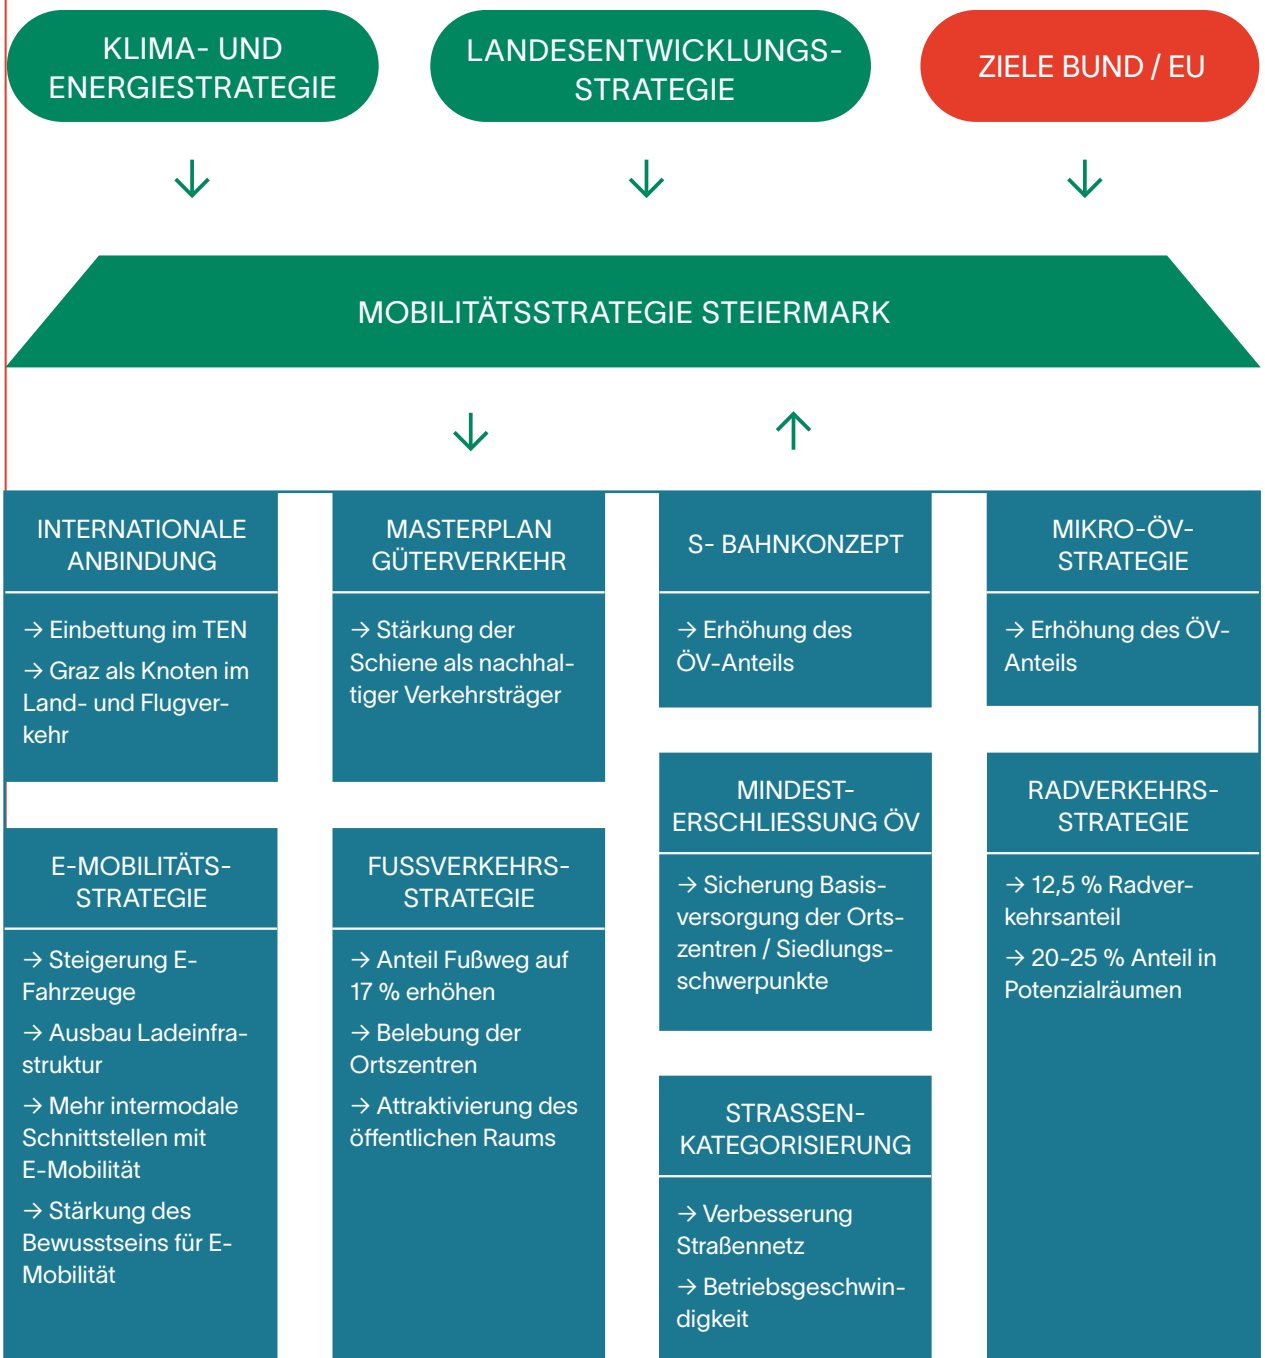 KLIMA- UND
ENERGIESTRATEGIE
LANDESENTWICKLUNGS-
STRATEGIE
ZIELE BUND / EU
↓
↓
↓
MOBILITÄTSSTRATEGIE STEIERMARK
↓
↑
INTERNATIONALE
ANBINDUNG
→ Einbettung im TEN
→ Graz als Knoten im
Land- und Flugver-
kehr
MASTERPLAN
GÜTERVERKEHR
→ Stärkung der
Schiene als nachhal-
tiger Verkehrsträger
S- BAHNKONZEPT
→ Erhöhung des
ÖV-Anteils
MIKRO-ÖV-
STRATEGIE
→ Erhöhung des ÖV-
Anteils
E-MOBILITÄTS-
STRATEGIE
→ Steigerung E-
Fahrzeuge
→ Ausbau Ladeinfra-
struktur
→ Mehr intermodale
Schnittstellen mit
E-Mobilität
→ Stärkung des
Bewusstseins für E-
Mobilität
FUSSVERKEHRS-
STRATEGIE
→ Anteil Fußweg auf
17 % erhöhen
→ Belebung der
Ortszentren
→ Attraktivierung des
öffentlichen Raums
MINDEST-
ERSCHLIESSUNG ÖV
→ Sicherung Basis-
versorgung der Orts-
zentren / Siedlungs-
schwerpunkte
STRASSEN-
KATEGORISIERUNG
→ Verbesserung
Straßennetz
→ Betriebsgeschwin-
digkeit
RADVERKEHRS-
STRATEGIE
→ 12,5 % Radver-
kehrsanteil
→ 20-25 % Anteil in
Potenzialräumen